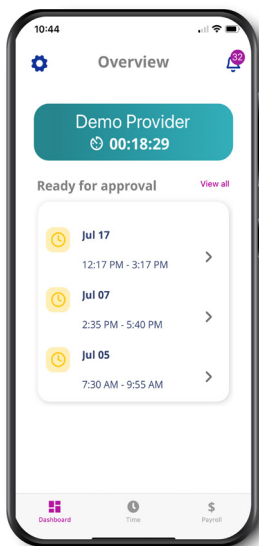 10:44
Overview
32
Demo Provider
00:18:29
Ready for approval
View all
Jul 17
12:17 PM - 3:17 PM
Jul 07
2:35 PM - 5:40 PM
Jul 05
7:30 AM - 9:55 AM
$
Dashboard
Time
Payroll